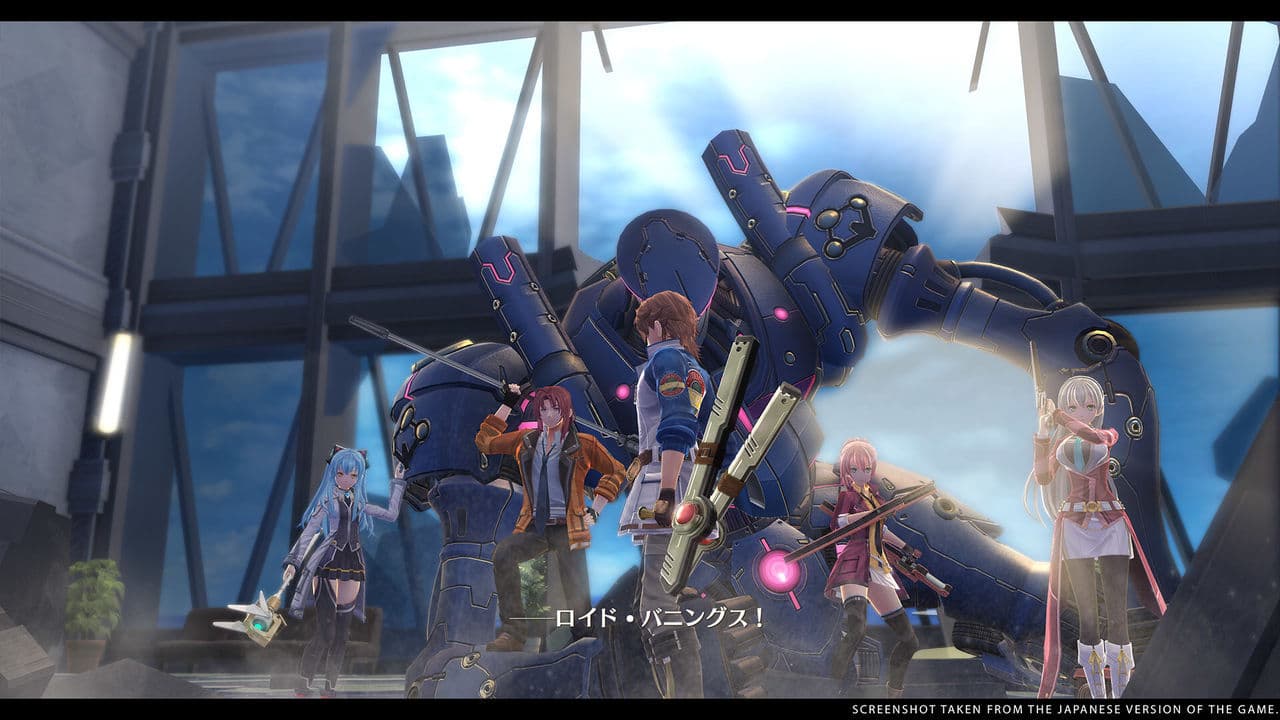 ──ロイド・バニングス！
SCREENSHOT TAKEN FROM THE JAPANESE VERSION OF THE GAME.